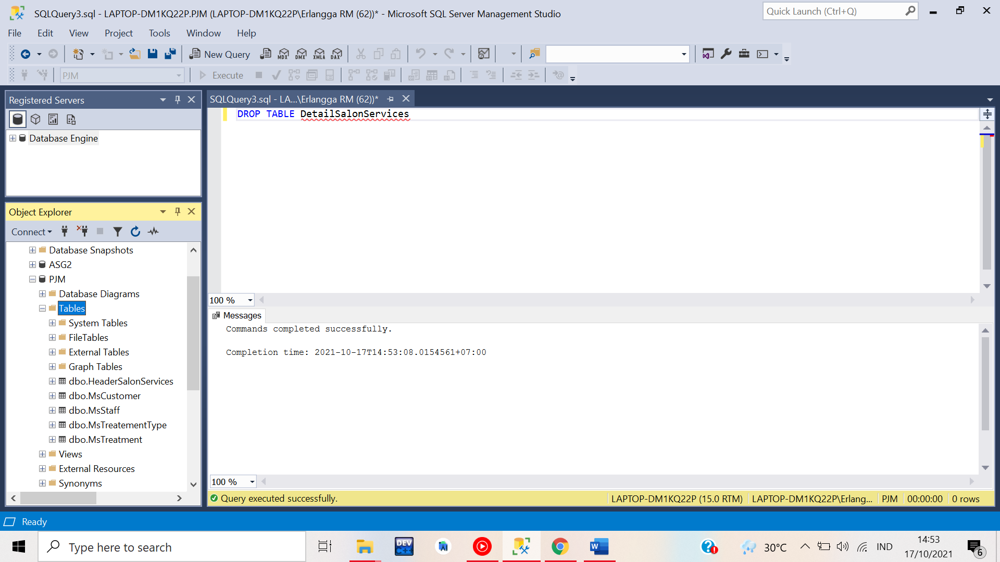 SQLQuery3.sql - LAPTOP-DM1KQ22P.PJM (LAPTOP-DM1KQ22P\Erlangga RM (62))* - Microsoft SQL Server Management Studio
Quick Launch (Ctrl+Q)
File Edit View Project Tools Window Help
New Query MDX DMX XMLA DAX
PJM Execute
Registered Servers
Database Engine
Object Explorer
Connect
Database Snapshots
ASG2
PJM
Database Diagrams
Tables
System Tables
FileTables
External Tables
Graph Tables
dbo.HeaderSalonServices
dbo.MsCustomer
dbo.MsStaff
dbo.MsTreatementType
dbo.MsTreatment
Views
External Resources
Synonyms
SQLQuery3.sql - LA...\Erlangga RM (62))*
DROP TABLE DetailSalonServices
100 %
Messages
Commands completed successfully.
Completion time: 2021-10-17T14:53:08.0154561+07:00
100 %
Query executed successfully. LAPTOP-DM1KQ22P (15.0 RTM) LAPTOP-DM1KQ22P\Erlang... PJM 00:00:00 0 rows
Ready
Type here to search
DEV C++
W
30°C
IND
14:53
17/10/2021
6